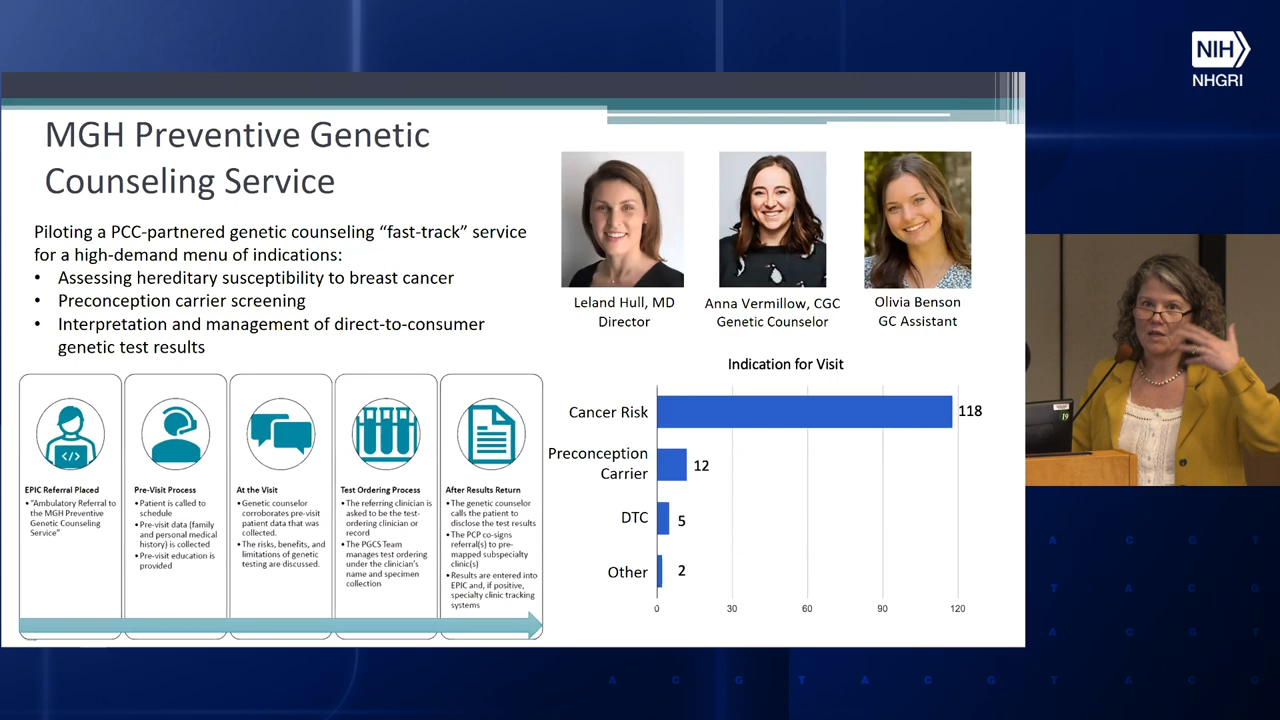 NIH
NHGRI
MGH Preventive Genetic
Counseling Service
Piloting a PCC-partnered genetic counseling “fast-track” service
for a high-demand menu of indications:
• Assessing hereditary susceptibility to breast cancer
• Preconception carrier screening
• Interpretation and management of direct-to-consumer
genetic test results
Leland Hull, MD
Director
Anna Vermillow, CGC
Genetic Counselor
Olivia Benson
GC Assistant
</>
EPIC Referral Placed
• “Ambulatory Referral to
the MGH Preventive
Genetic Counseling
Service”
Pre-Visit Process
• Patient is called to
schedule
• Pre-visit data (family
and personal medical
history) is collected
• Pre-visit education is
provided
At the Visit
• Genetic counselor
corroborates pre-visit
patient data that was
collected.
• The risks, benefits, and
limitations of genetic
testing are discussed.
Test Ordering Process
• The referring clinician is
asked to be the test-
ordering clinician or
record
• The PGCS Team
manages test ordering
under the clinician’s
name and specimen
collection
After Results Return
• The genetic counselor
calls the patient to
disclose the test results
• The PCP co-signs
referral(s) to pre-
mapped subspecialty
clinic(s)
• Results are entered into
EPIC and, if positive,
specialty clinic tracking
systems
Indication for Visit
Cancer Risk
118
Preconception
Carrier
12
DTC
5
Other
2
0 30 60 90 120
19
A C G T
T A C G
A C G T
A C G T A C G T A C